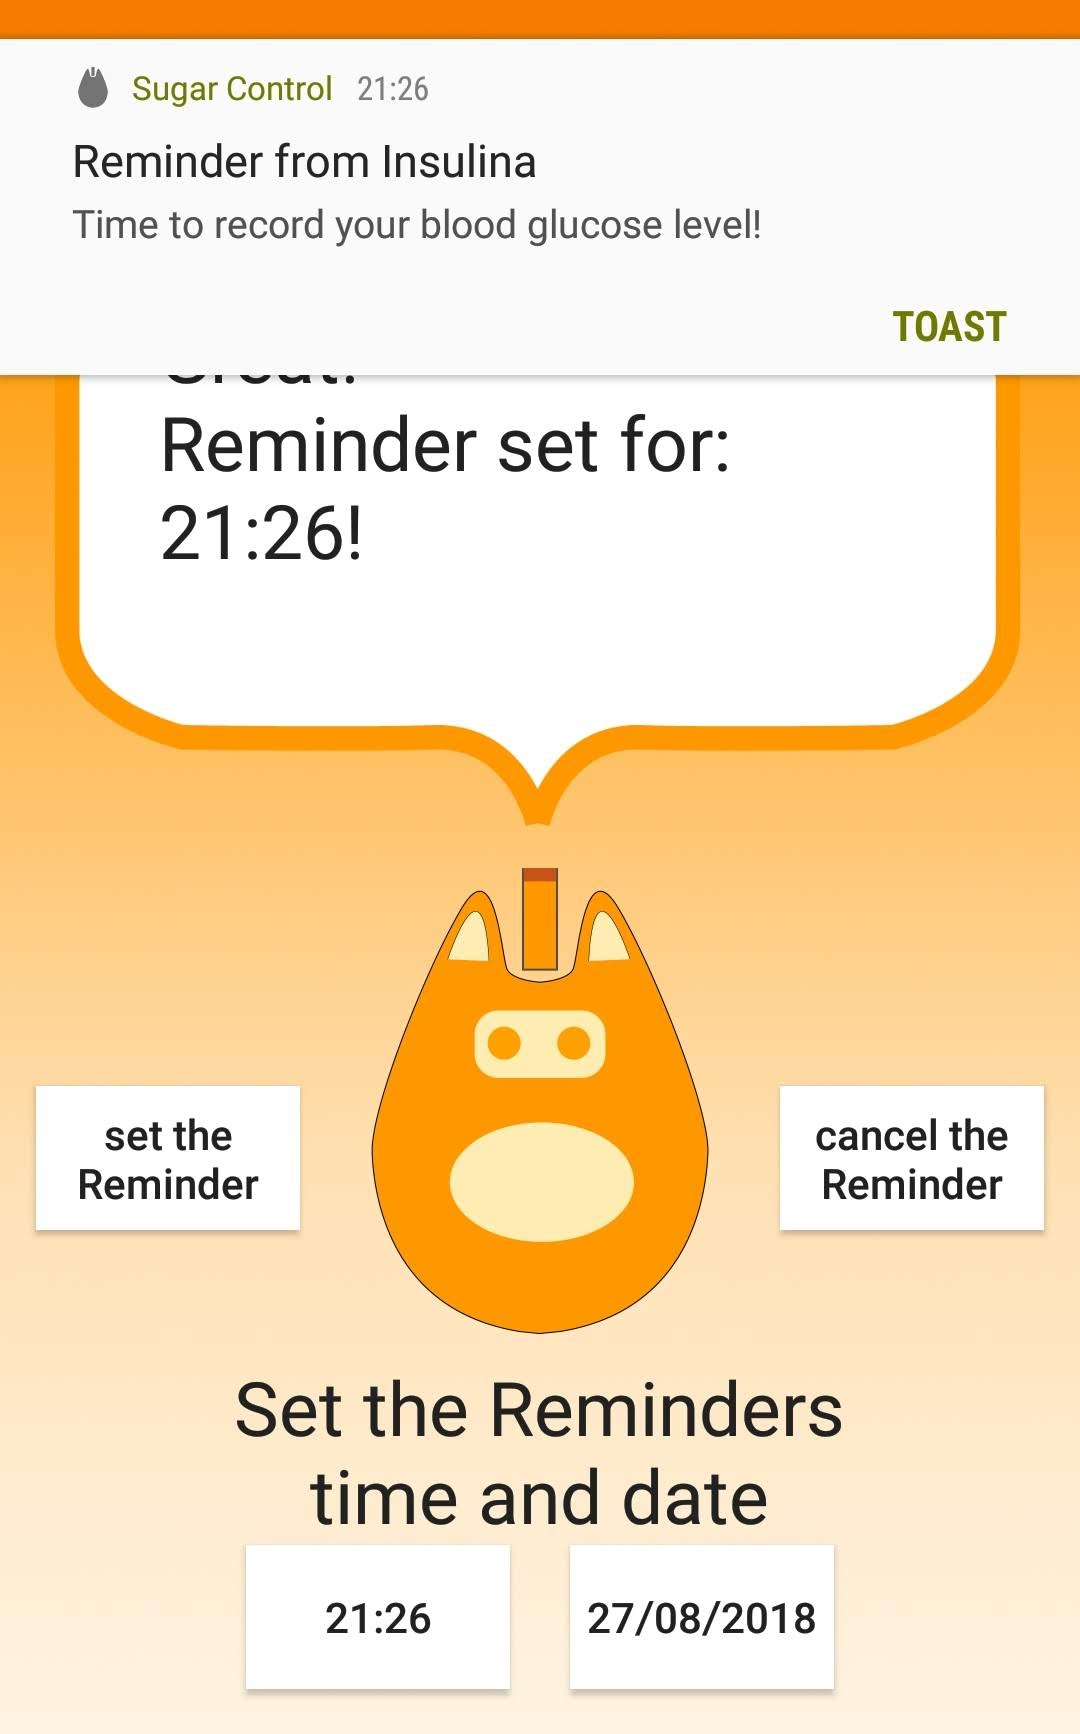 Sugar Control 21:26
Reminder from Insulina
Time to record your blood glucose level!
TOAST
Reminder set for:
21:26!
set the
Reminder
cancel the
Reminder
Set the Reminders
time and date
21:26
27/08/2018